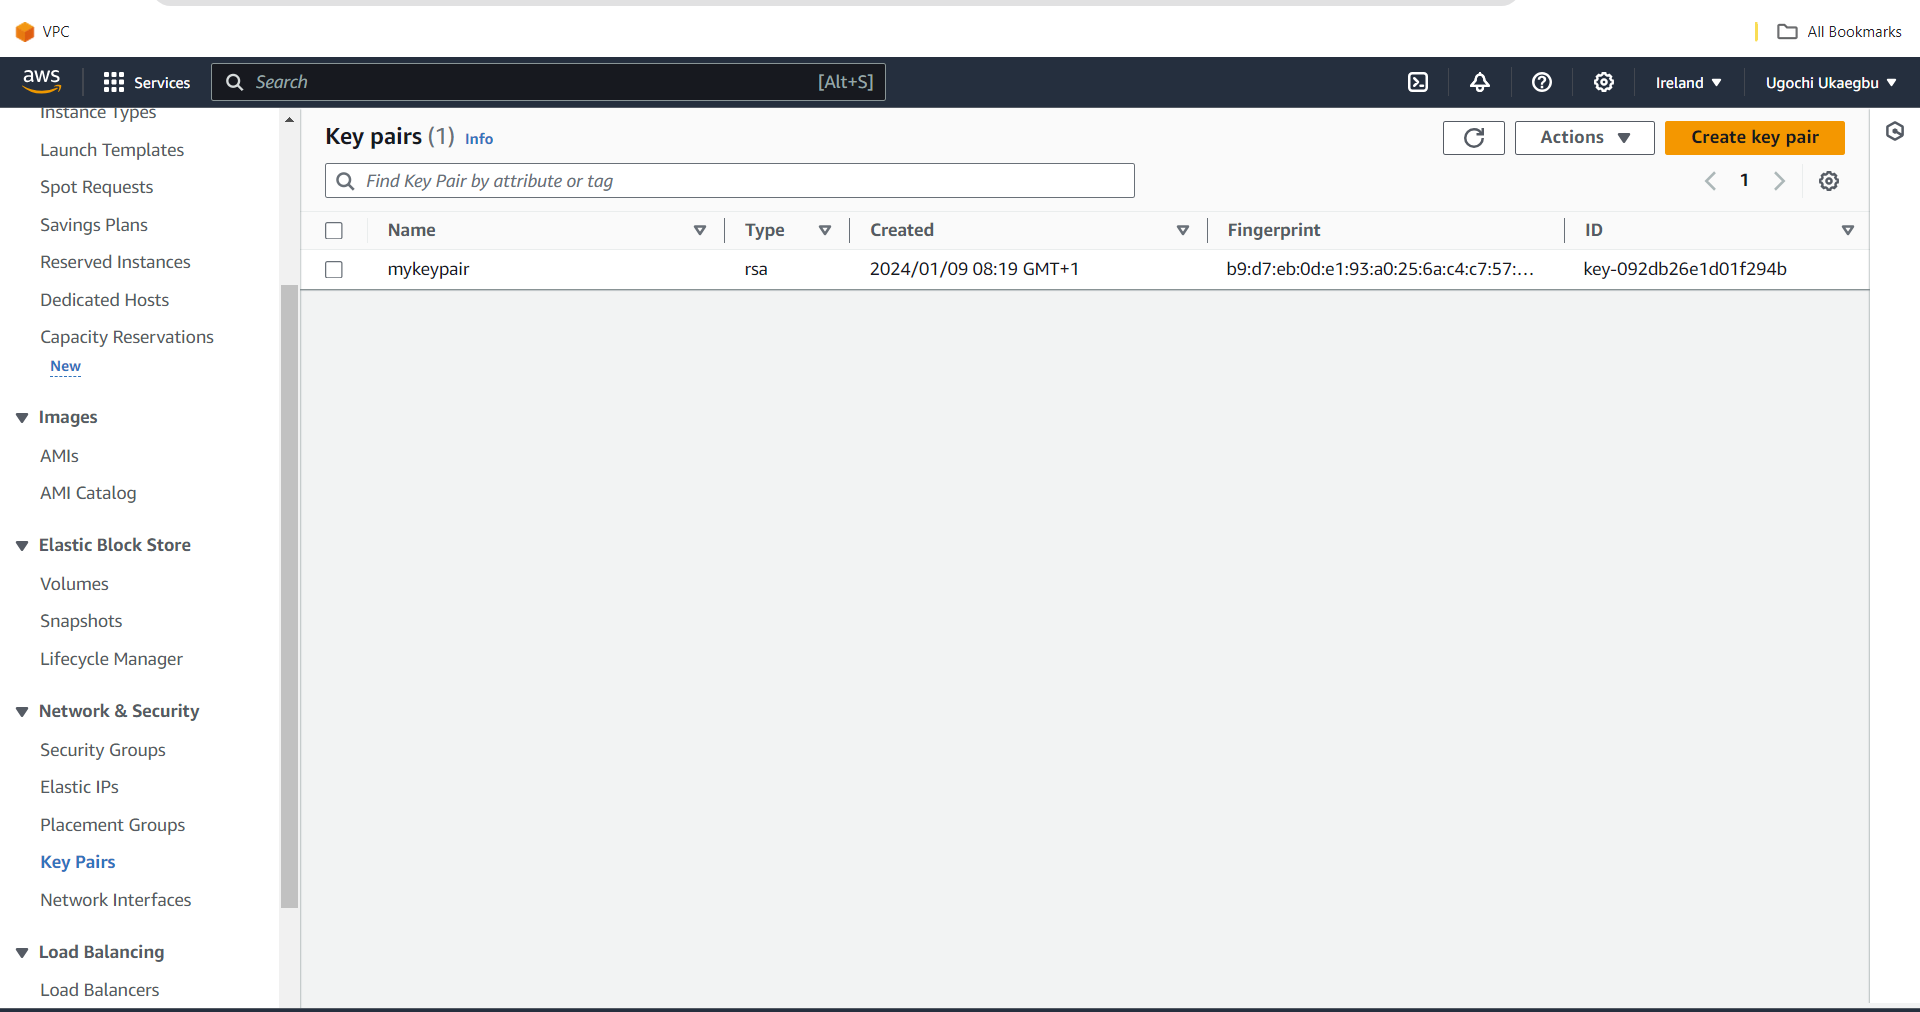 VPC
All Bookmarks
aws
Services
Search
[Alt+S]
Ireland
Ugochi Ukaegbu
Instance Types
Launch Templates
Spot Requests
Savings Plans
Reserved Instances
Dedicated Hosts
Capacity Reservations
New
Images
AMIs
AMI Catalog
Elastic Block Store
Volumes
Snapshots
Lifecycle Manager
Network & Security
Security Groups
Elastic IPs
Placement Groups
Key Pairs
Network Interfaces
Load Balancing
Load Balancers
Key pairs (1) Info
Actions
Create key pair
Find Key Pair by attribute or tag
1
Name Type Created Fingerprint ID
mykeypair rsa 2024/01/09 08:19 GMT+1 b9:d7:eb:0d:e1:93:a0:25:6a:c4:c7:57:... key-092db26e1d01f294b